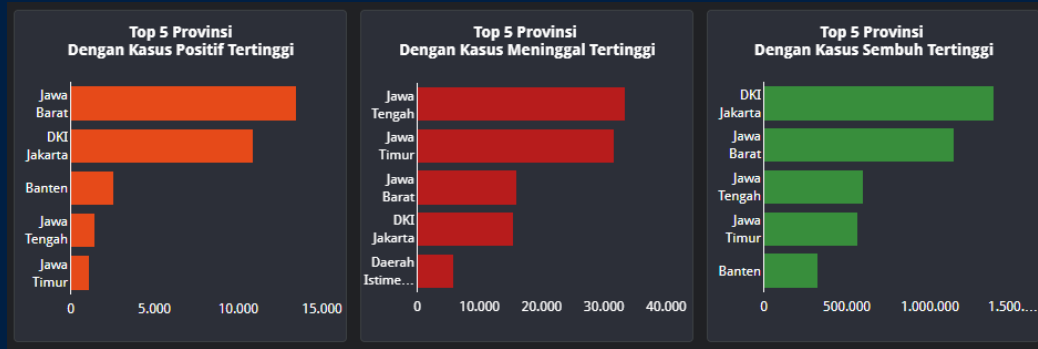 Top 5 Provinsi
Dengan Kasus Positif Tertinggi
Jawa
Barat
DKI
Jakarta
Banten
Jawa
Tengah
Jawa
Timur
0 5.000 10.000 15.000
Top 5 Provinsi
Dengan Kasus Meninggal Tertinggi
Jawa
Tengah
Jawa
Timur
Jawa
Barat
DKI
Jakarta
Daerah
Istime...
0 10.000 20.000 30.000 40.000
Top 5 Provinsi
Dengan Kasus Sembuh Tertinggi
DKI
Jakarta
Jawa
Barat
Jawa
Tengah
Jawa
Timur
Banten
0 500.000 1.000.000 1.500....